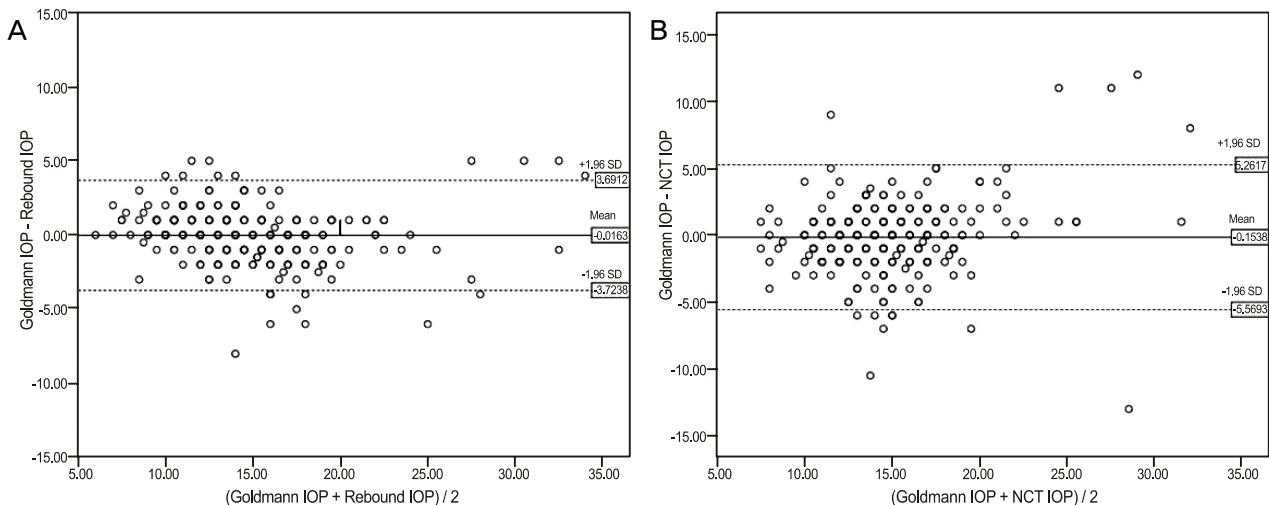 A
15.00
10.00
5.00
0.00
-5.00
-10.00
-15.00
Goldmann IOP - Rebound IOP
+1.96 SD
3.6912
Mean
-0.0163
-1.96 SD
-3.7238
5.00 10.00 15.00 20.00 25.00 30.00 35.00
(Goldmann IOP + Rebound IOP) / 2
B
15.00
10.00
5.00
0.00
-5.00
-10.00
-15.00
Goldmann IOP - NCT IOP
+1.96 SD
5.2617
Mean
-0.1538
-1.96 SD
-5.5693
5.00 10.00 15.00 20.00 25.00 30.00 35.00
(Goldmann IOP + NCT IOP) / 2